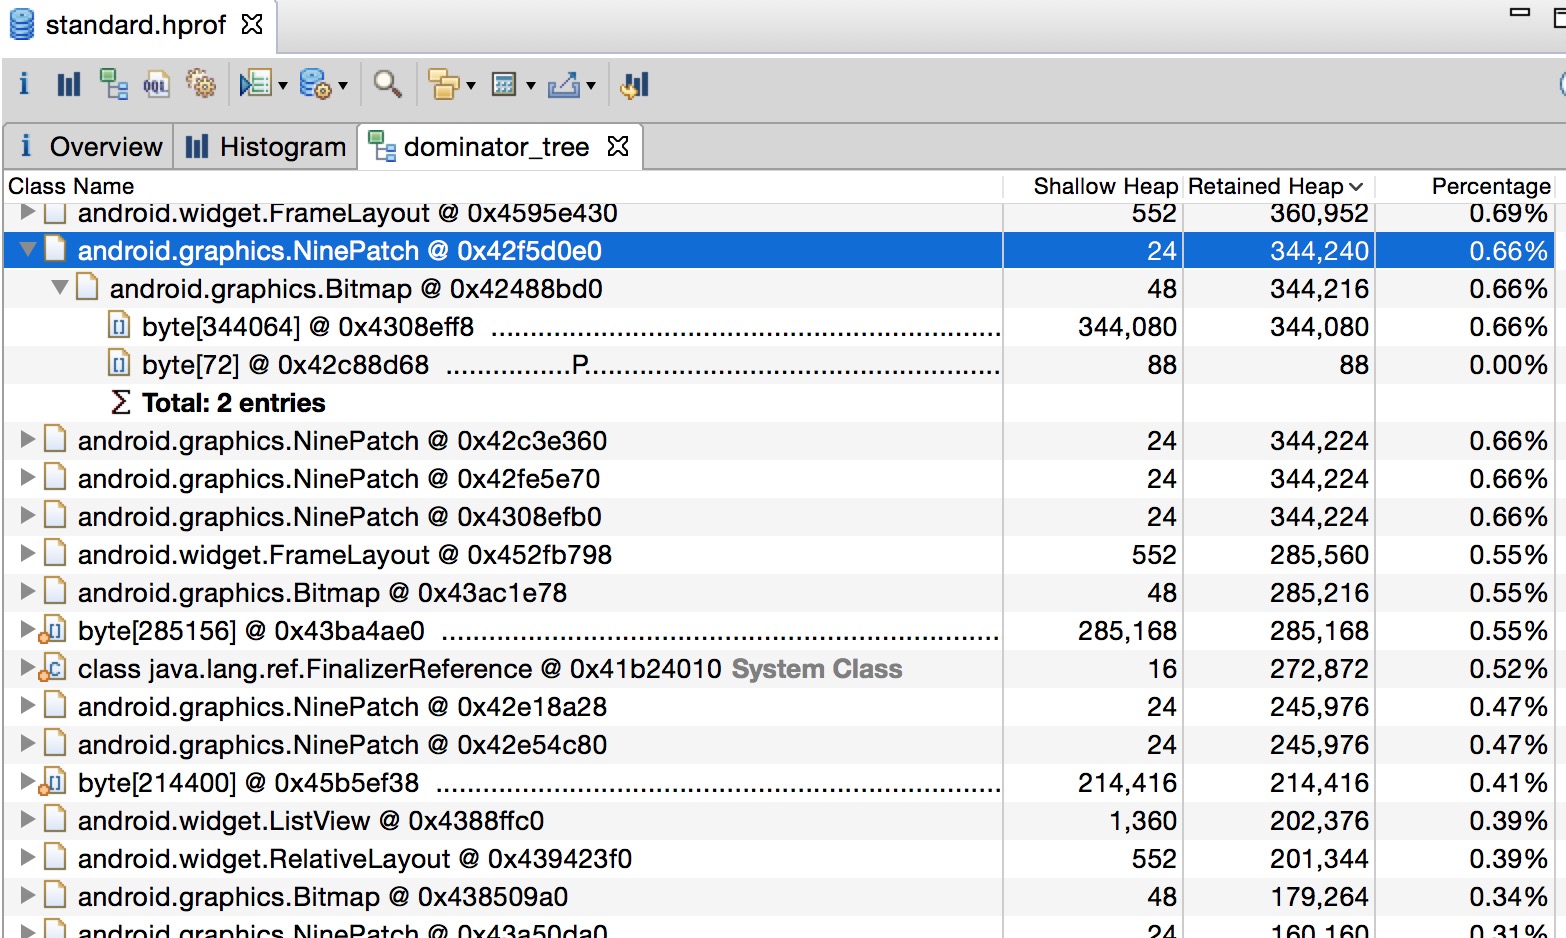 standard.hprof
i OQL
i Overview Histogram dominator_tree
Class Name Shallow Heap Retained Heap Percentage
android.widget.FrameLayout @ 0x4595e430 552 360,952 0.69%
android.graphics.NinePatch @ 0x42f5d0e0 24 344,240 0.66%
android.graphics.Bitmap @ 0x42488bd0 48 344,216 0.66%
byte[344064] @ 0x4308eff8 ................................................................ 344,080 344,080 0.66%
byte[72] @ 0x42c88d68 ................P.................................................... 88 88 0.00%
Σ Total: 2 entries
android.graphics.NinePatch @ 0x42c3e360 24 344,224 0.66%
android.graphics.NinePatch @ 0x42fe5e70 24 344,224 0.66%
android.graphics.NinePatch @ 0x4308efb0 24 344,224 0.66%
android.widget.FrameLayout @ 0x452fb798 552 285,560 0.55%
android.graphics.Bitmap @ 0x43ac1e78 48 285,216 0.55%
byte[285156] @ 0x43ba4ae0 ...................................................................... 285,168 285,168 0.55%
class java.lang.ref.FinalizerReference @ 0x41b24010 System Class 16 272,872 0.52%
android.graphics.NinePatch @ 0x42e18a28 24 245,976 0.47%
android.graphics.NinePatch @ 0x42e54c80 24 245,976 0.47%
byte[214400] @ 0x45b5ef38 ....................................................................... 214,416 214,416 0.41%
android.widget.ListView @ 0x4388ffc0 1,360 202,376 0.39%
android.widget.RelativeLayout @ 0x439423f0 552 201,344 0.39%
android.graphics.Bitmap @ 0x438509a0 48 179,264 0.34%
android.graphics.NinePatch @ 0x43a50da0 24 160,160 0.31%